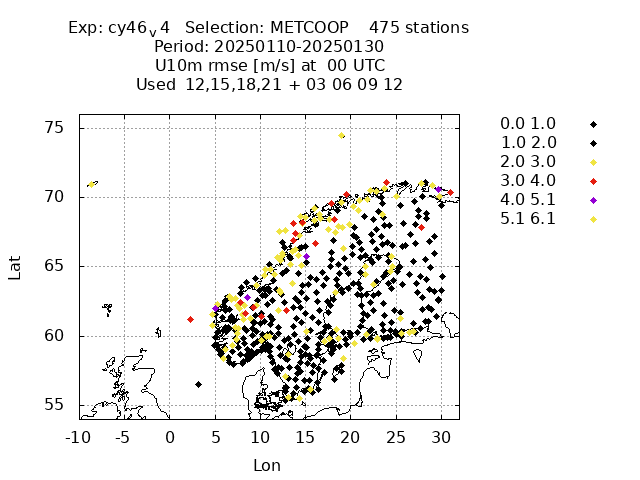 Exp: cy46v4 Selection: METCOOP 475 stations
Period: 20250110-20250130
U10m rmse [m/s] at 00 UTC
Used 12,15,18,21 + 03 06 09 12
0.0 1.0
1.0 2.0
2.0 3.0
3.0 4.0
4.0 5.1
5.1 6.1
75
70
65
60
55
Lat
-10 -5 0 5 10 15 20 25 30
Lon